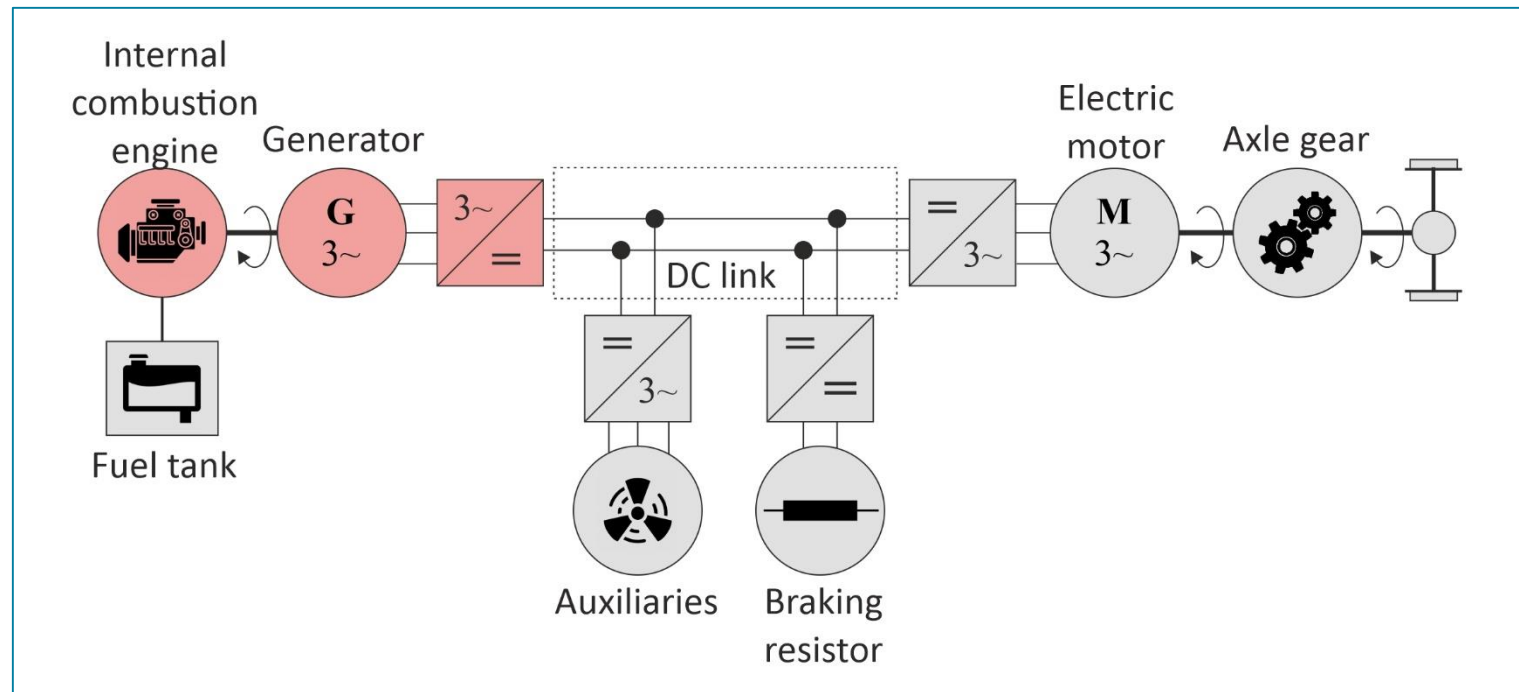 Internal
combustion
engine
Generator
Electric
motor
Axle gear
G
3~
3~
=
=
3~
M
3~
DC link
=
3~
=
=
Fuel tank
Auxiliaries
Braking
resistor